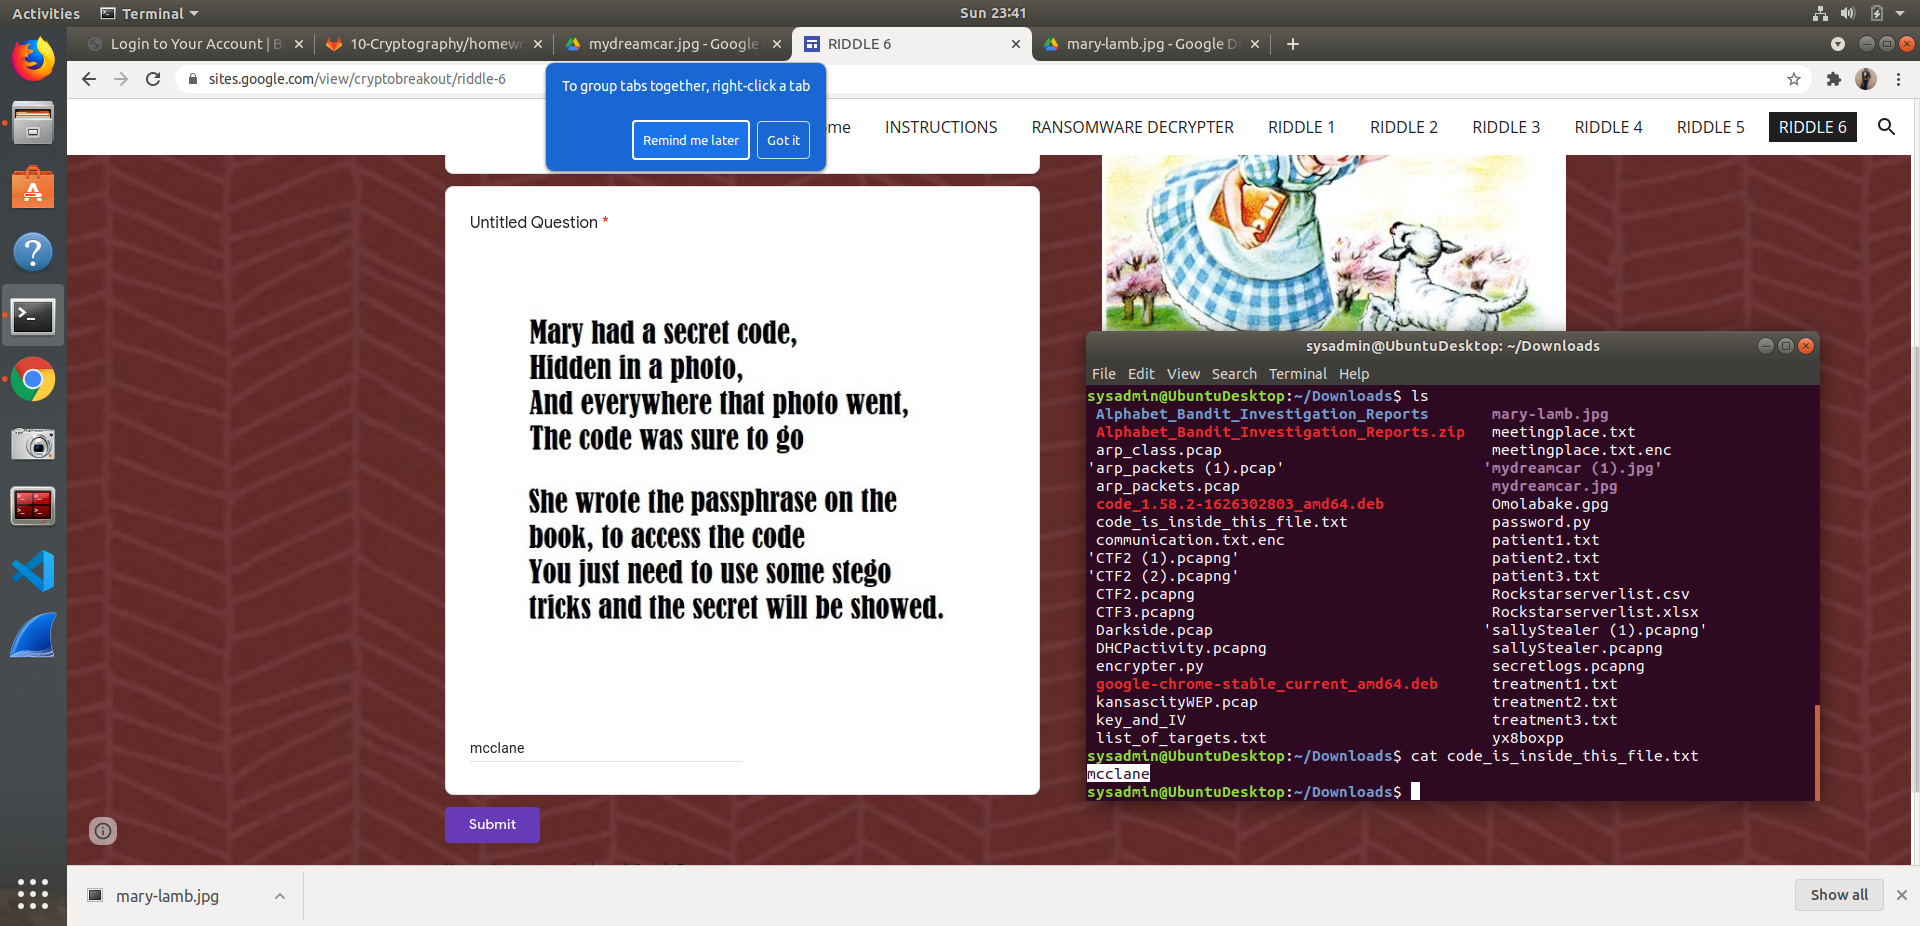 Activities
Terminal
Sun 23:41
Login to Your Account |
10-Cryptography/homew
mydreamcar.jpg - Google
RIDDLE 6
mary-lamb.jpg - Google D
sites.google.com/view/cryptobreakout/riddle-6
To group tabs together, right-click a tab
Remind me later
Got it
INSTRUCTIONS
RANSOMWARE DECRYPTER
RIDDLE 1
RIDDLE 2
RIDDLE 3
RIDDLE 4
RIDDLE 5
RIDDLE 6
Untitled Question *
Mary had a secret code,
Hidden in a photo,
And everywhere that photo went,
The code was sure to go
She wrote the passphrase on the
book, to access the code
You just need to use some stego
tricks and the secret will be showed.
mcclane
Submit
sysadmin@UbuntuDesktop: ~/Downloads
File Edit View Search Terminal Help
sysadmin@UbuntuDesktop:~/Downloads$ ls
Alphabet_Bandit_Investigation_Reports mary-lamb.jpg
Alphabet_Bandit_Investigation_Reports.zip meetingplace.txt
arp_class.pcap meetingplace.txt.enc
'arp_packets (1).pcap' 'mydreamcar (1).jpg'
arp_packets.pcap mydreamcar.jpg
code_1.58.2-1626302803_amd64.deb Omolabake.gpg
code_is_inside_this_file.txt password.py
communication.txt.enc patient1.txt
'CTF2 (1).pcapng' patient2.txt
'CTF2 (2).pcapng' patient3.txt
CTF2.pcapng Rockstarserverlist.csv
CTF3.pcapng Rockstarserverlist.xlsx
Darkside.pcap 'sallyStealer (1).pcapng'
DHCPactivity.pcapng sallyStealer.pcapng
encrypter.py secretlogs.pcapng
google-chrome-stable_current_amd64.deb treatment1.txt
kansascityWEP.pcap treatment2.txt
key_and_IV treatment3.txt
list_of_targets.txt yx8boxpp
sysadmin@UbuntuDesktop:~/Downloads$ cat code_is_inside_this_file.txt
mcclane
sysadmin@UbuntuDesktop:~/Downloads$
mary-lamb.jpg
Show all